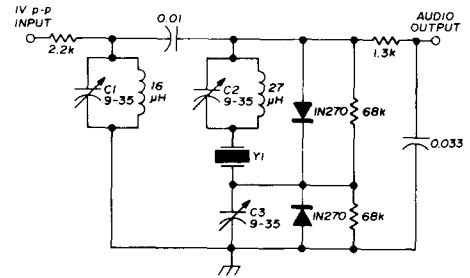 1V p-p
INPUT
2.2k
0.01
C1
9-35
16
µH
C2
9-35
27
µH
Y1
C3
9-35
1N270
68k
1N270
68k
1.3k
AUDIO
OUTPUT
0.033